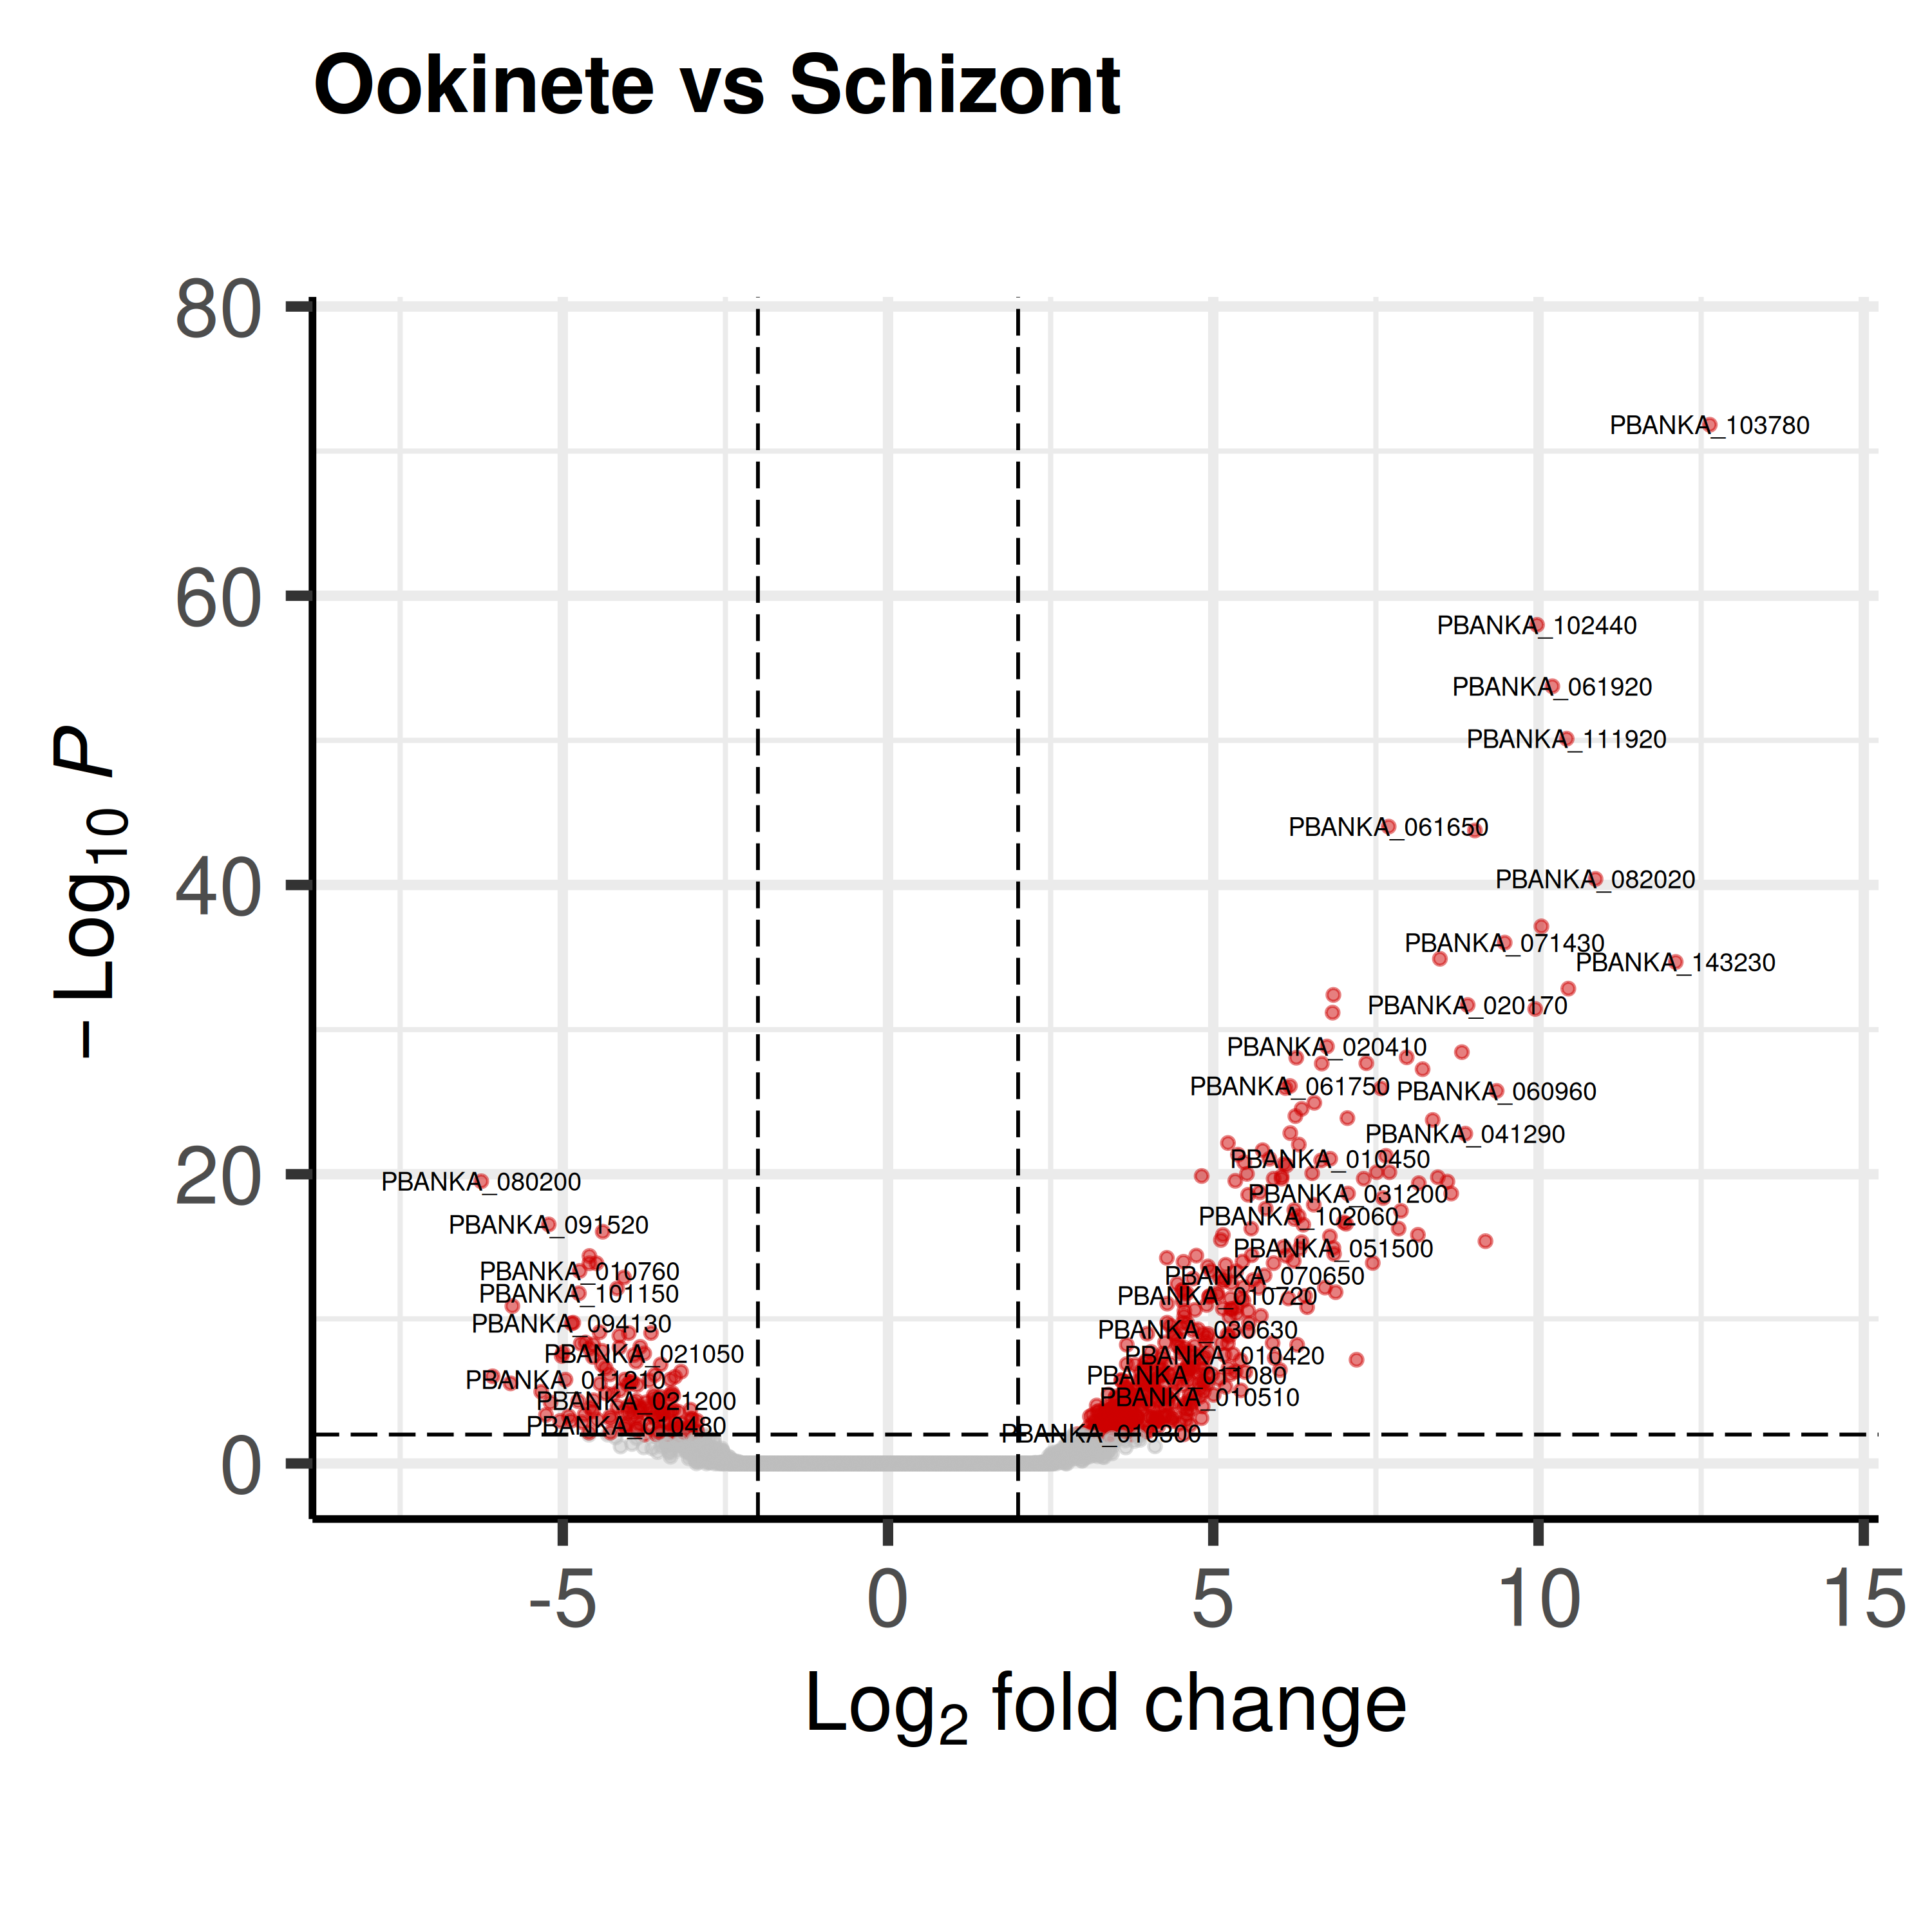 Ookinete vs Schizont
80
60
40
20
0
− Log10 P
PBANKA_103780
PBANKA_102440
PBANKA_061920
PBANKA_111920
PBANKA_061650
PBANKA_082020
PBANKA_071430
PBANKA_143230
PBANKA_020170
PBANKA_020410
PBANKA_061750
PBANKA_060960
PBANKA_041290
PBANKA_010450
PBANKA_080200
PBANKA_031200
PBANKA_102060
PBANKA_091520
PBANKA_051500
PBANKA_010760
PBANKA_070650
PBANKA_101150
PBANKA_010720
PBANKA_094130
PBANKA_030630
PBANKA_021050
PBANKA_010420
PBANKA_011210
PBANKA_011080
PBANKA_021200
PBANKA_010510
PBANKA_010480
PBANKA_010300
-5 0 5 10 15
Log2 fold change